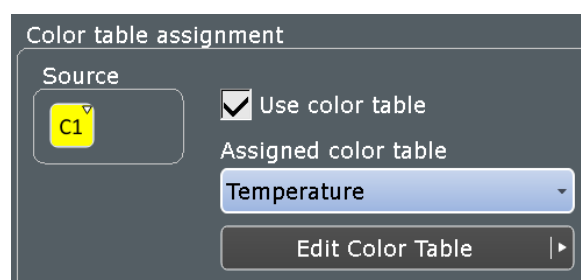 Color table assignment
Source
C1
Use color table
Assigned color table
Temperature
Edit Color Table